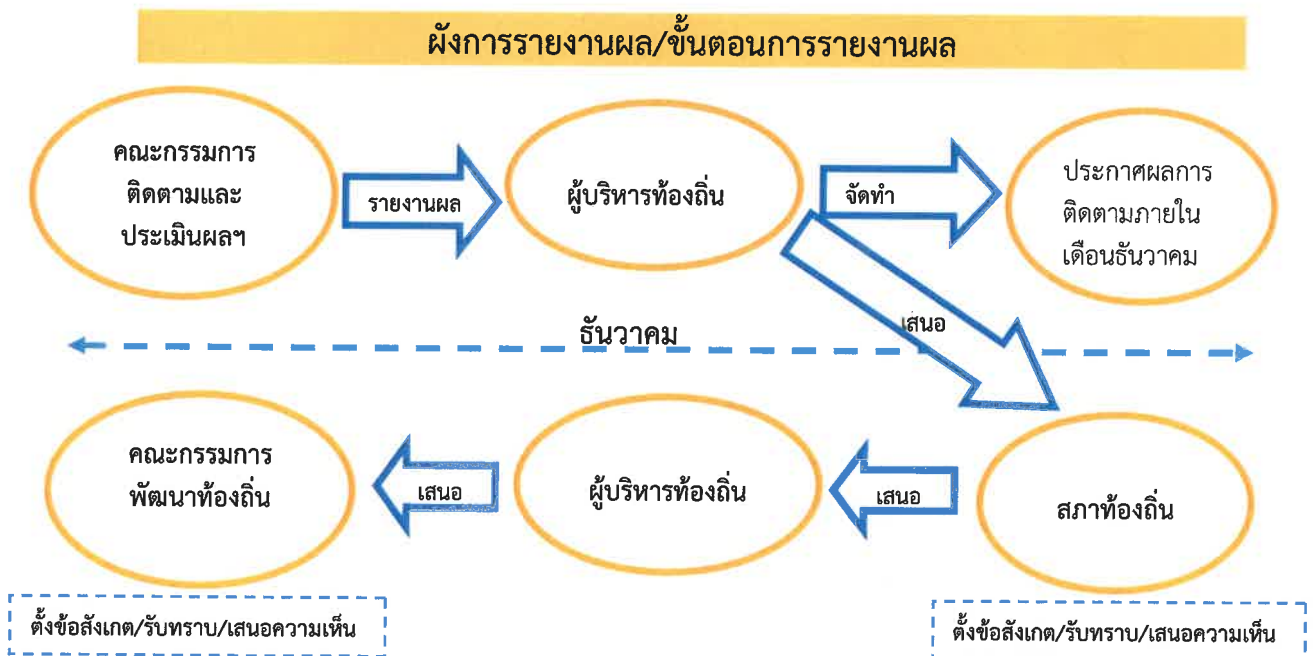 ผังการรายงานผล/ขั้นตอนการรายงานผล
คณะกรรมการ
ติดตามและ
ประเมินผลฯ
รายงานผล
ผู้บริหารท้องถิ่น
จัดทำ
ประกาศผลการ
ติดตามภายใน
เดือนธันวาคม
เสนอ
ธันวาคม
คณะกรรมการ
พัฒนาท้องถิ่น
เสนอ
ผู้บริหารท้องถิ่น
เสนอ
สภาท้องถิ่น
ตั้งข้อสังเกต/รับทราบ/เสนอความเห็น
ตั้งข้อสังเกต/รับทราบ/เสนอความเห็น